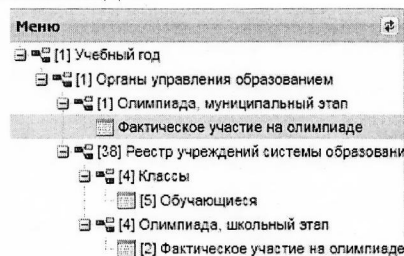 Меню
[1] Учебный год
[1] Органы управления образованием
[1] Олимпиада, муниципальный этап
Фактическое участие на олимпиаде
[38] Реестр учреждений системы образовани
[4] Классы
[5] Обучающиеся
[4] Олимпиада, школьный этап
[2] Фактическое участие на олимпиаде